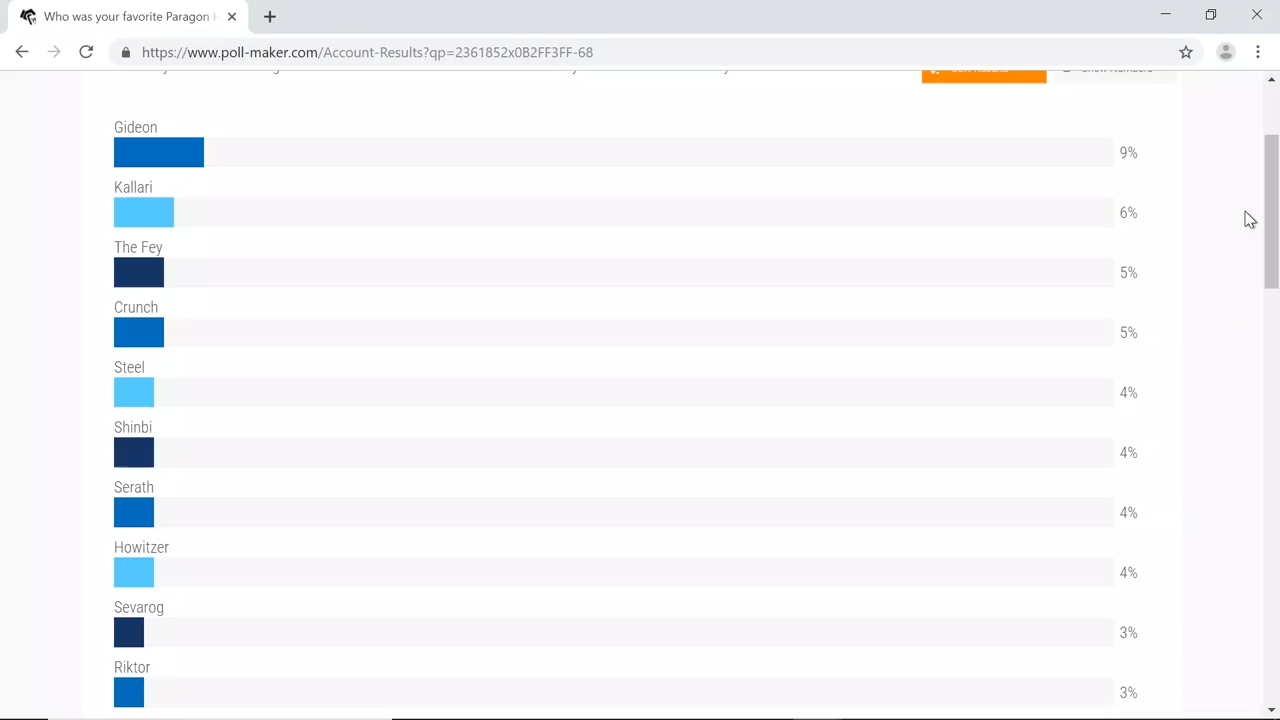 Who was your favorite Paragon H
https://www.poll-maker.com/Account-Results?qp=2361852x0B2FF3FF-68
Gideon
9%
Kallari
6%
The Fey
5%
Crunch
5%
Steel
4%
Shinbi
4%
Serath
4%
Howitzer
4%
Sevarog
3%
Riktor
3%